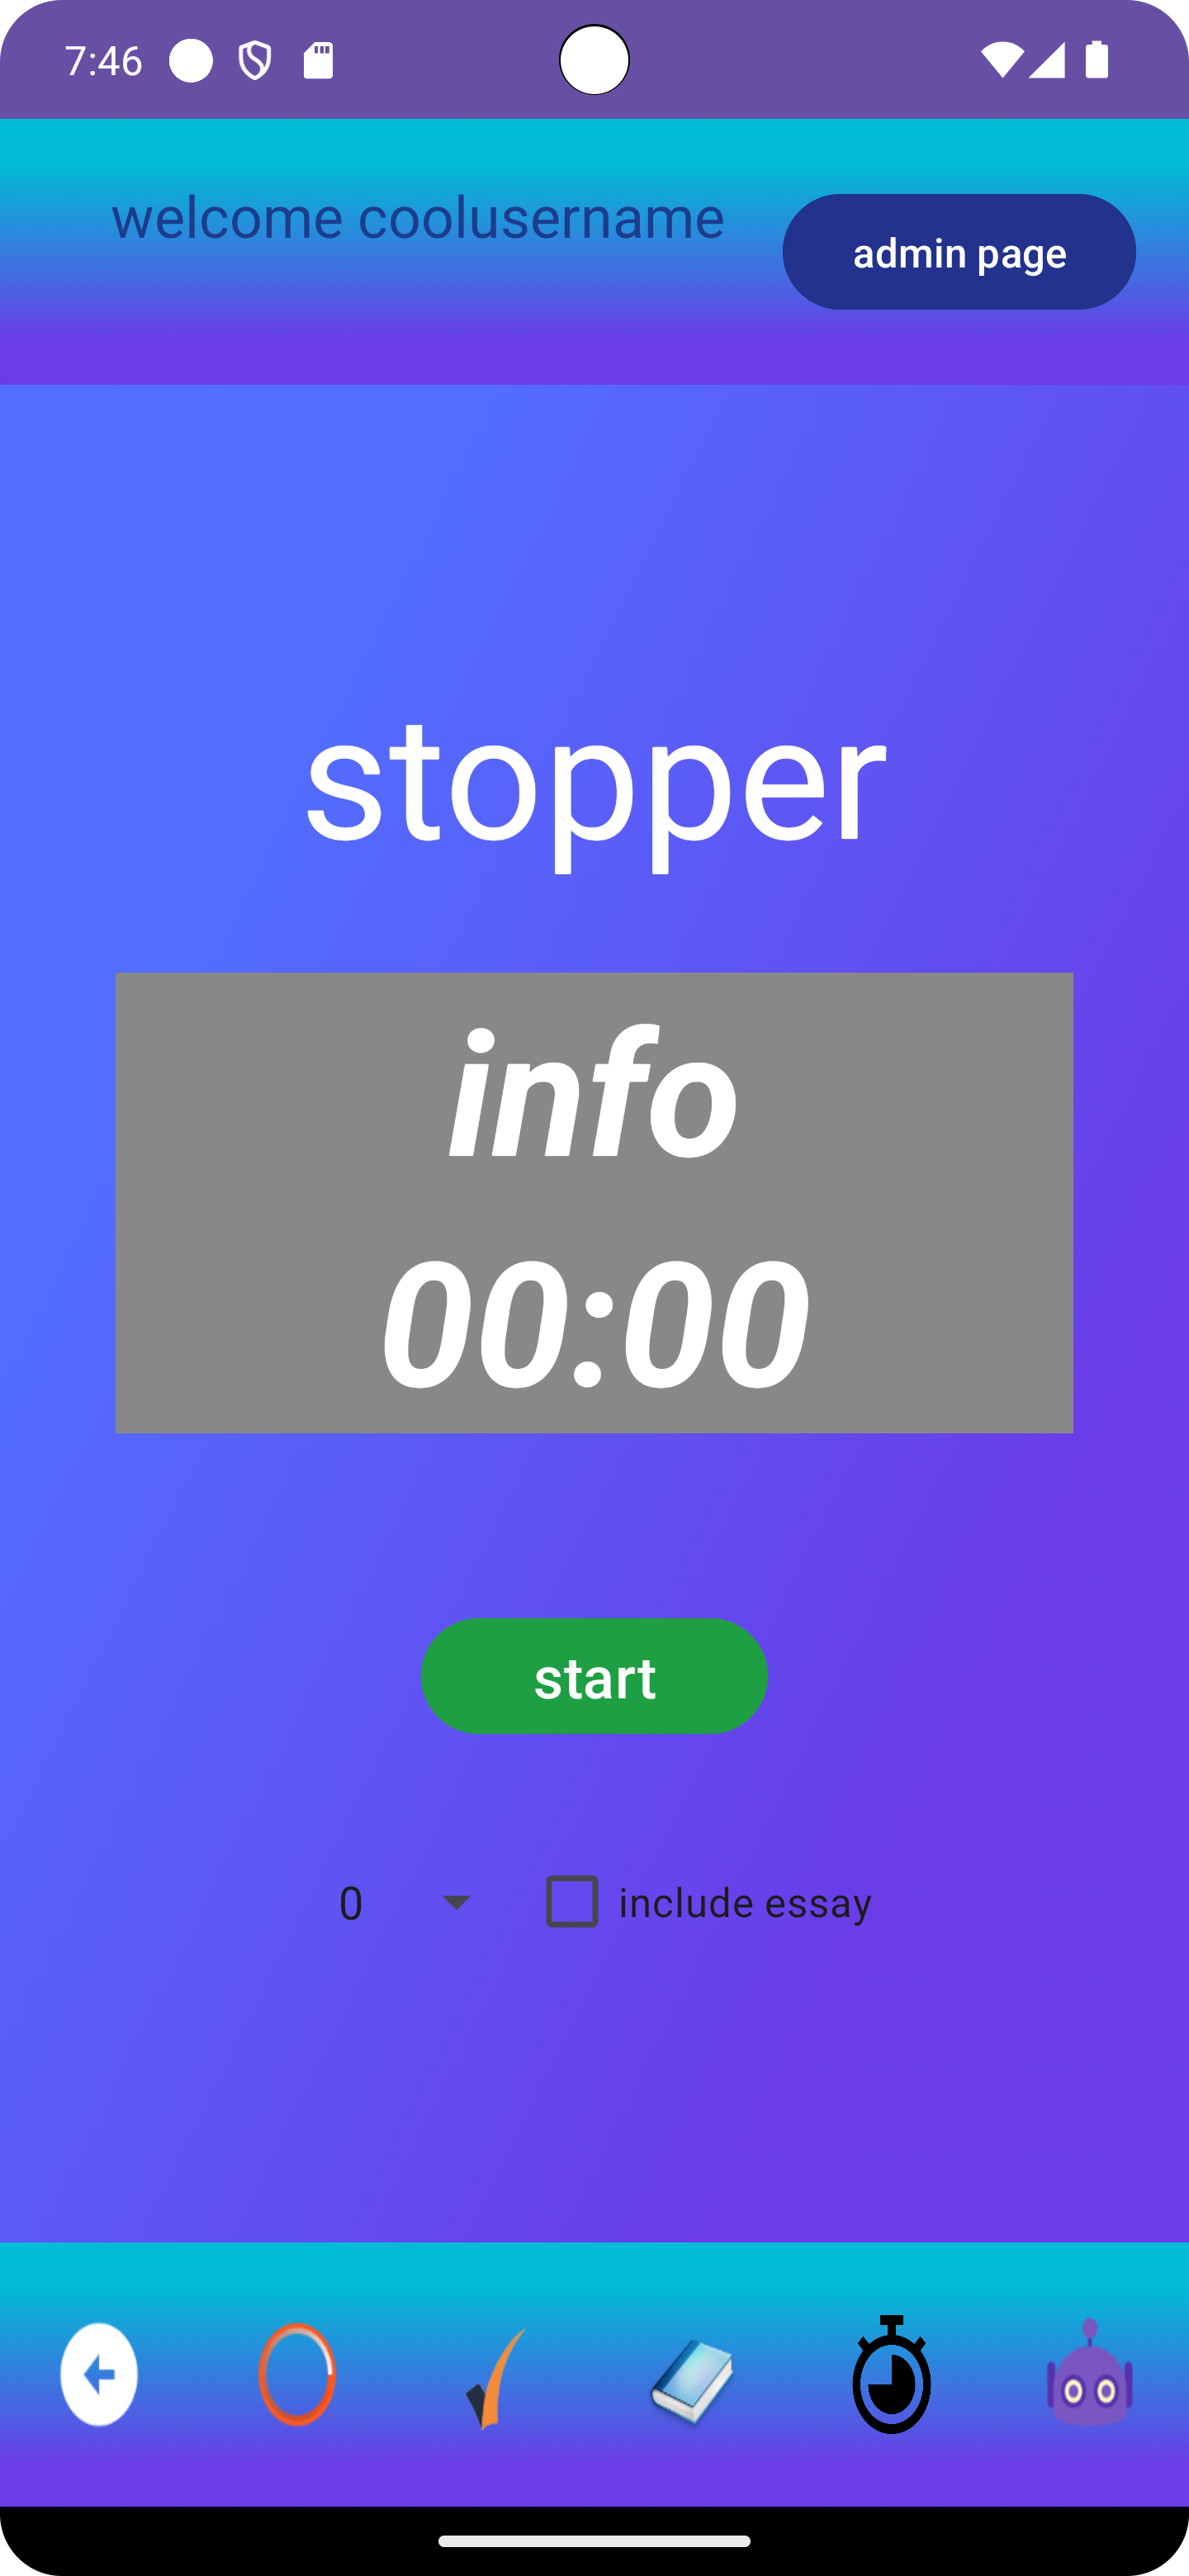 7:46
welcome coolusername
admin page
stopper
info
00:00
start
0
include essay